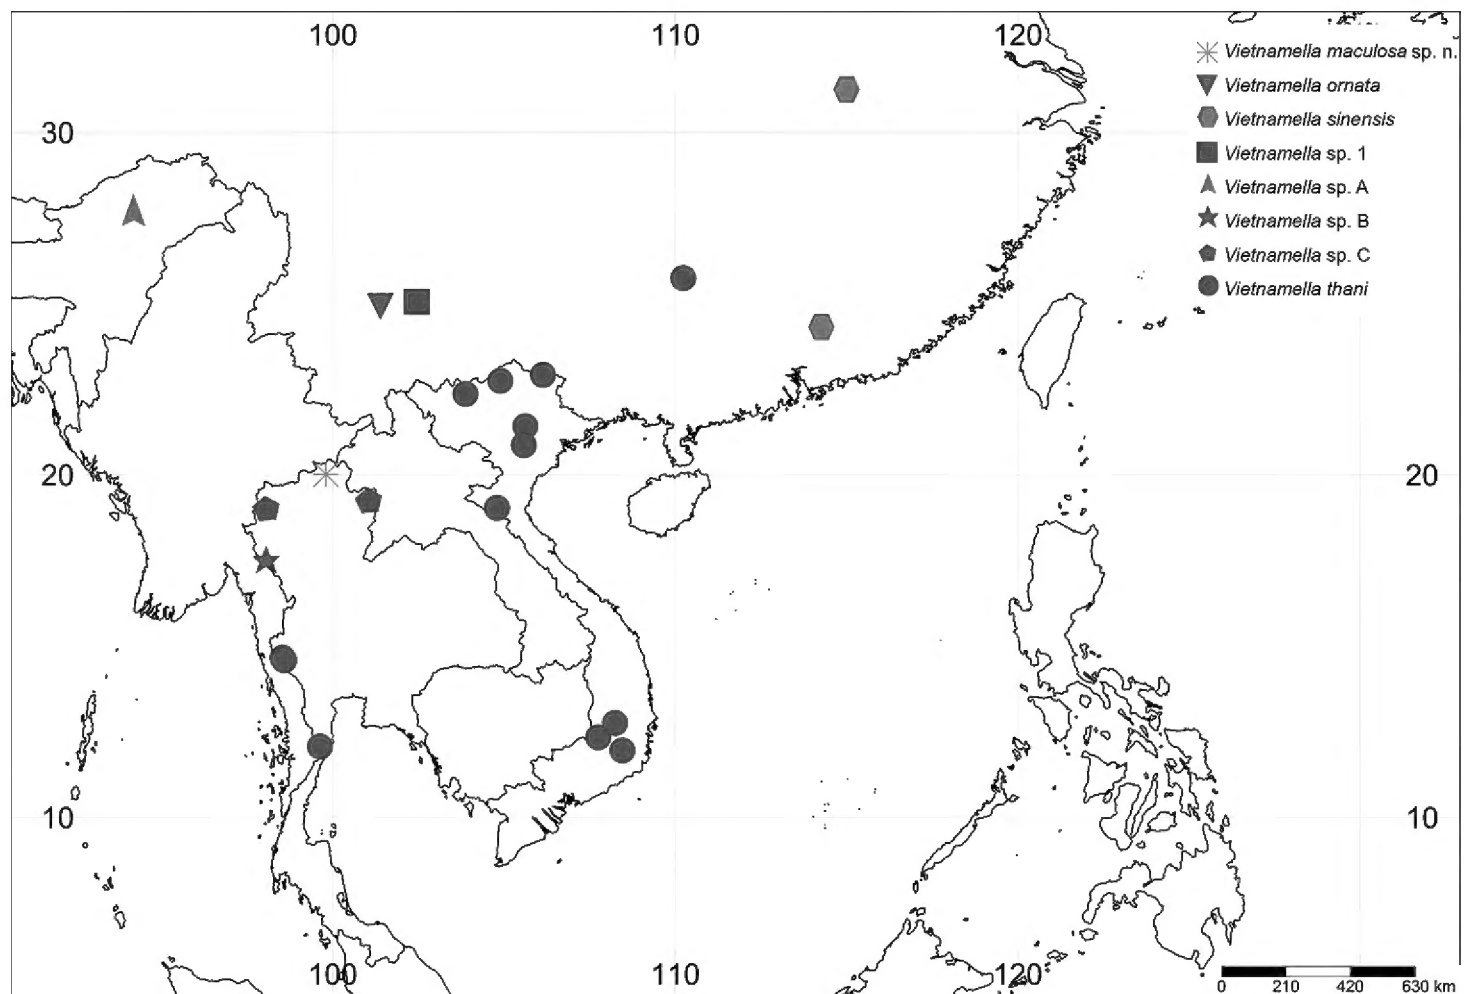 100 110 120
Vietnamella maculosa sp. n.
Vietnamella ornata
Vietnamella sinensis
Vietnamella sp. 1
Vietnamella sp. A
Vietnamella sp. B
Vietnamella sp. C
Vietnamella thani
30
20 20
10 10
100 110 120
0 210 420 630 km